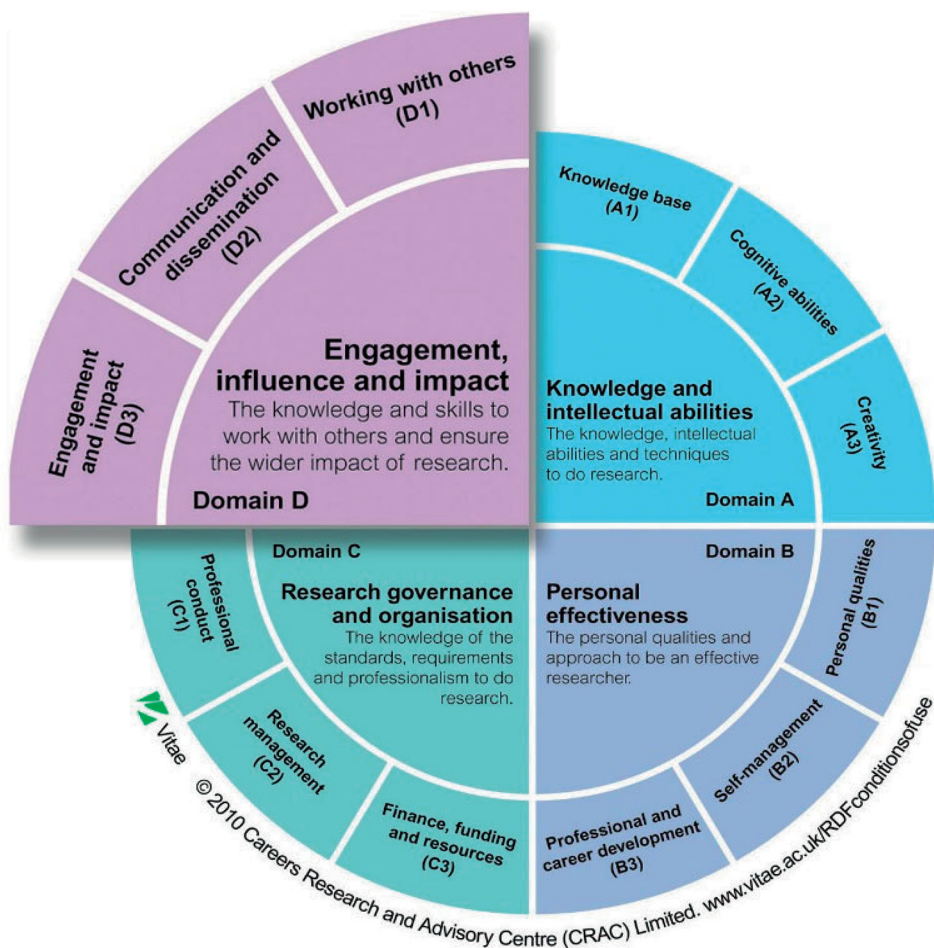 Working with others
(D1)
Communication and
dissemination
(D2)
Engagement
and impact
(D3)
Engagement,
influence and impact
The knowledge and skills to
work with others and ensure
the wider impact of research.
Domain D
Knowledge base
(A1)
Cognitive abilities
(A2)
Creativity
(A3)
Knowledge and
intellectual abilities
The knowledge, intellectual
abilities and techniques
to do research.
Domain A
Domain B
Personal
effectiveness
The personal qualities and
approach to be an effective
researcher.
Personal qualities
(B1)
Self-management
(B2)
Professional and
career development
(B3)
Domain C
Research governance
and organisation
The knowledge of the
standards, requirements
and professionalism to do
research.
Professional
conduct
(C1)
Research
management
(C2)
Finance, funding
and resources
(C3)
Vitae
© 2010 Careers Research and Advisory Centre (CRAC) Limited. www.vitae.ac.uk/RDFconditionsofuse